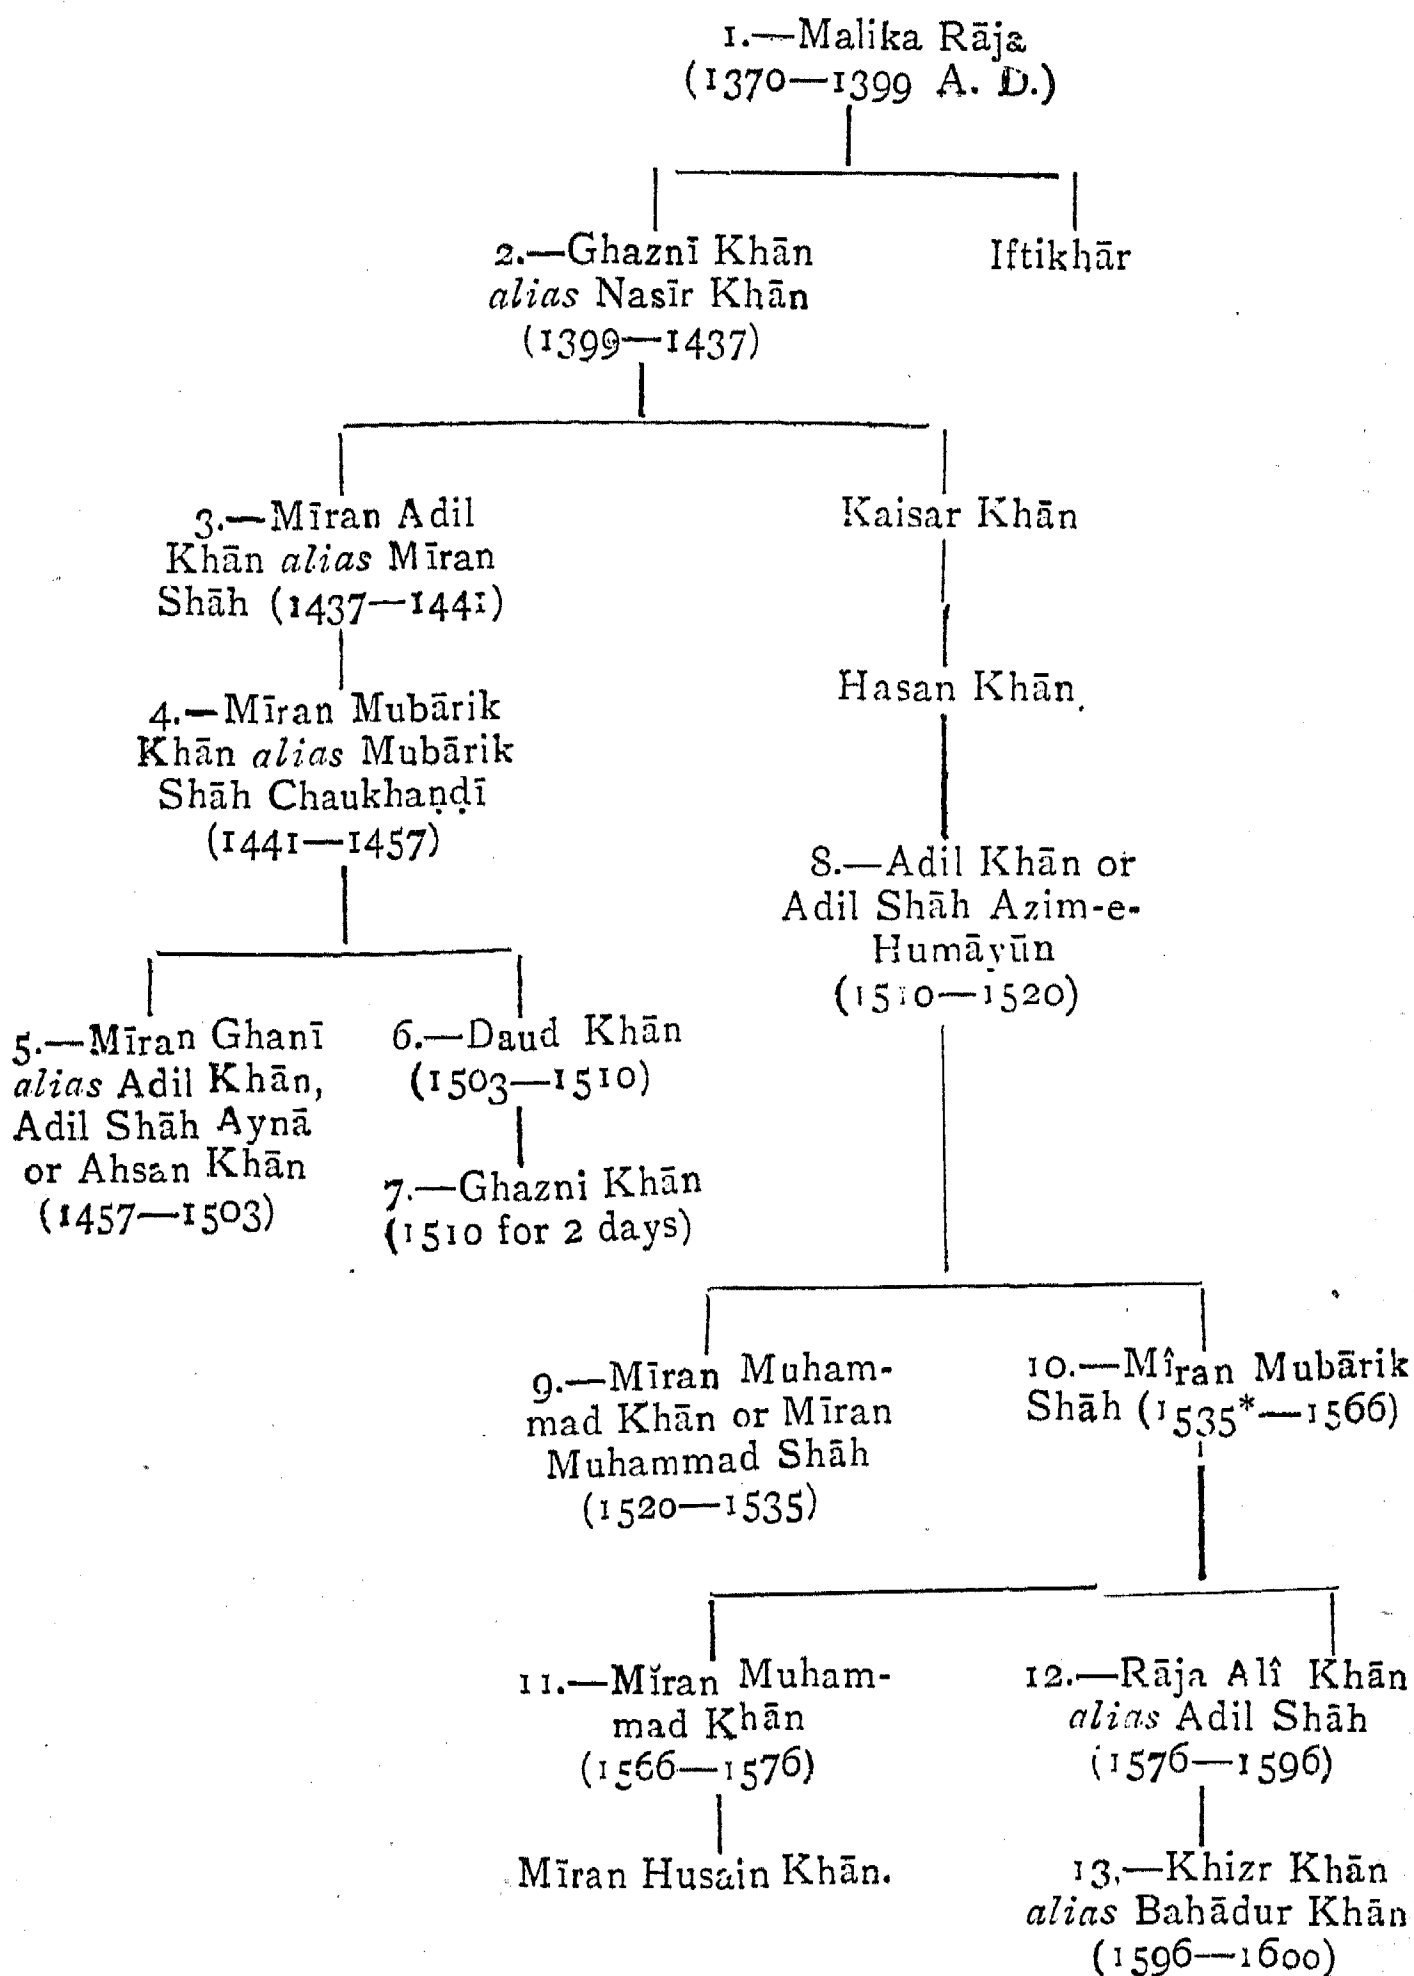 1.—Malika Rāja
(1370—1399 A. D.)
2.—Ghaznī Khān
alias Nasīr Khān
(1399—1437)
Iftikhār
3.—Mīran Adil
Khān alias Mīran
Shāh (1437—1441)
Kaisar Khān
4.—Mīran Mubārik
Khān alias Mubārik
Shāh Chaukhaṇḍī
(1441—1457)
Hasan Khān
8.—Adil Khān or
Adil Shāh Azim-e-
Humāyūn
(1510—1520)
5.—Mīran Ghanī
alias Adil Khān,
Adil Shāh Aynā
or Ahsan Khān
(1457—1503)
6.—Daud Khān
(1503—1510)
7.—Ghazni Khān
(1510 for 2 days)
9.—Mīran Muham-
mad Khān or Mīran
Muhammad Shāh
(1520—1535)
10.—Mîran Mubārik
Shāh (1535*—1566)
11.—Mĭran Muham-
mad Khān
(1566—1576)
Mīran Husain Khān.
12.—Rāja Alî Khān
alias Adil Shāh
(1576—1596)
13.—Khizr Khān
alias Bahādur Khān
(1596—1600)